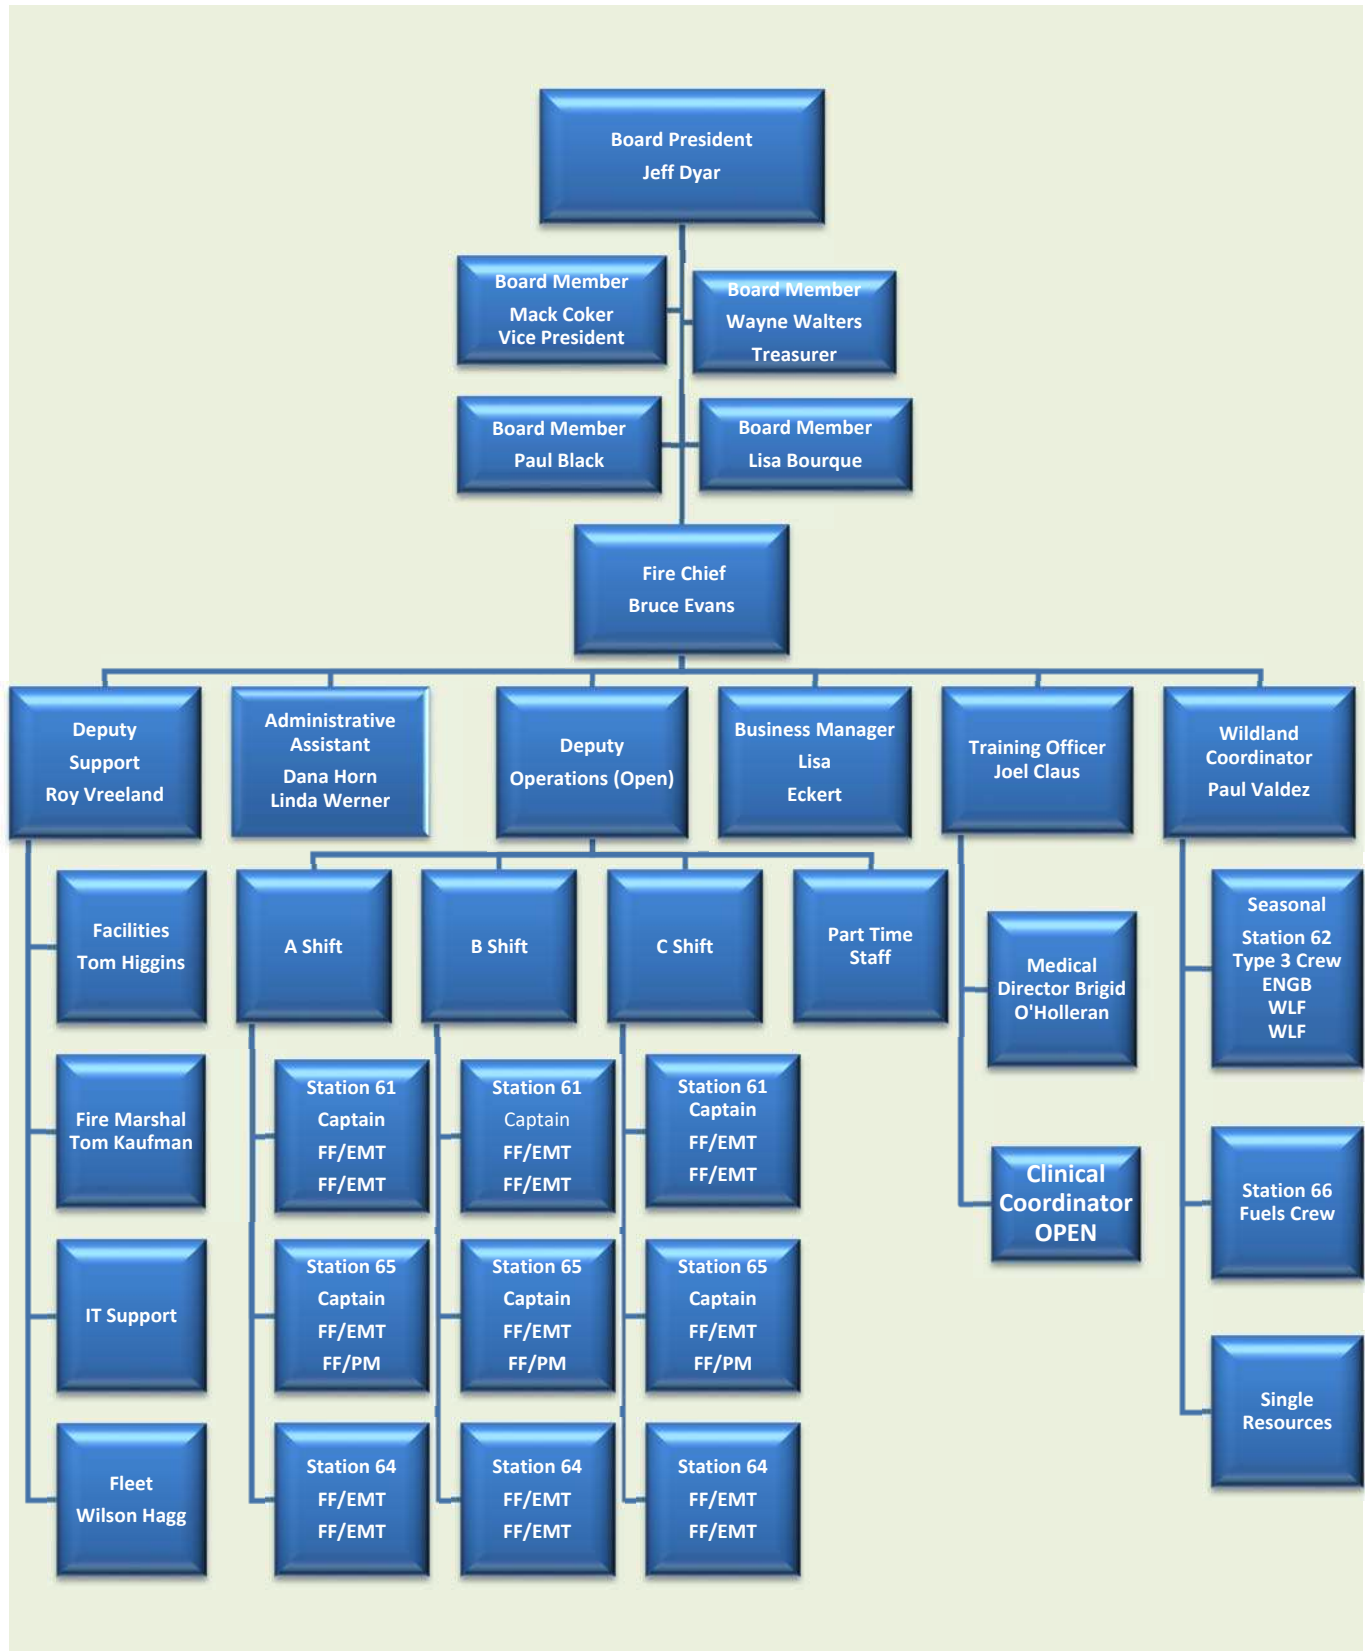 Board President
Jeff Dyar
Board Member
Mack Coker
Vice President
Board Member
Wayne Walters
Treasurer
Board Member
Paul Black
Board Member
Lisa Bourque
Fire Chief
Bruce Evans
Deputy
Support
Roy Vreeland
Administrative
Assistant
Dana Horn
Linda Werner
Deputy
Operations (Open)
Business Manager
Lisa
Eckert
Training Officer
Joel Claus
Wildland
Coordinator
Paul Valdez
Facilities
Tom Higgins
Fire Marshal
Tom Kaufman
IT Support
Fleet
Wilson Hagg
A Shift
Station 61
Captain
FF/EMT
FF/EMT
Station 65
Captain
FF/EMT
FF/PM
Station 64
FF/EMT
FF/EMT
B Shift
Station 61
Captain
FF/EMT
FF/EMT
Station 65
Captain
FF/EMT
FF/PM
Station 64
FF/EMT
FF/EMT
C Shift
Station 61
Captain
FF/EMT
FF/EMT
Station 65
Captain
FF/EMT
FF/PM
Station 64
FF/EMT
FF/EMT
Part Time
Staff
Medical
Director Brigid
O'Holleran
Clinical
Coordinator
OPEN
Seasonal
Station 62
Type 3 Crew
ENGB
WLF
WLF
Station 66
Fuels Crew
Single
Resources